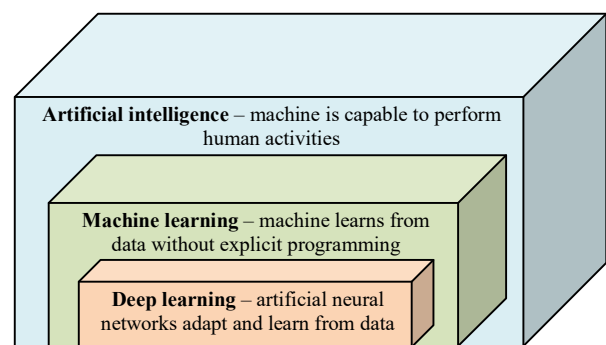 Artificial intelligence – machine is capable to perform
human activities
Machine learning – machine learns from
data without explicit programming
Deep learning – artificial neural
networks adapt and learn from data